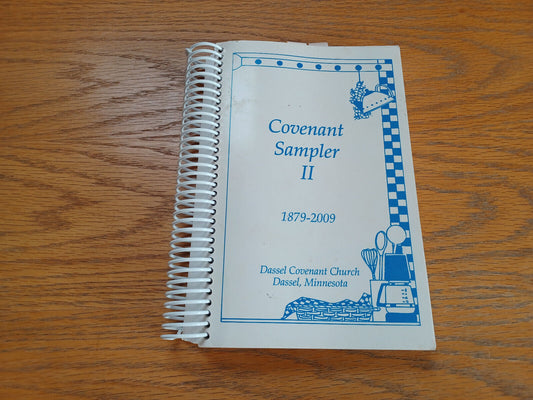 Covenant
Sampler
II
1879-2009
Dassel Covenant Church
Dassel, Minnesota